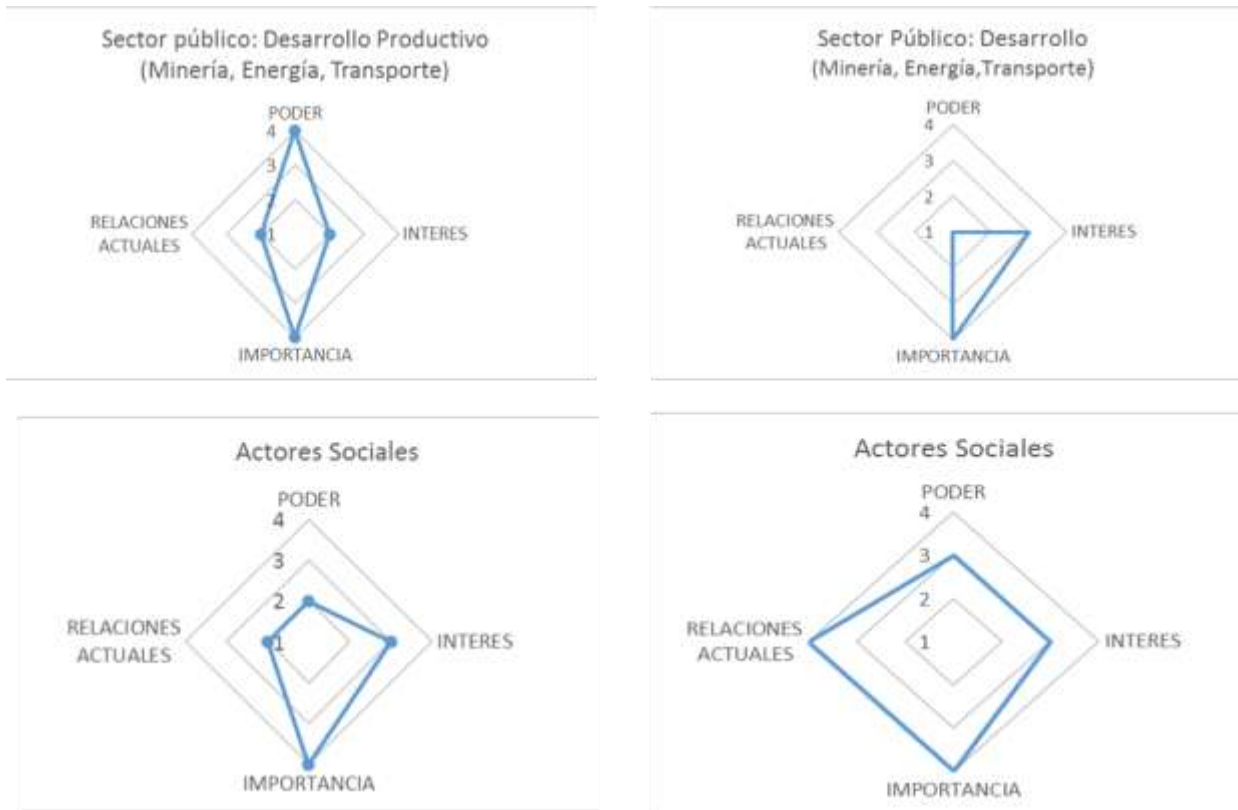 Sector público: Desarrollo Productivo
(Minería, Energía, Transporte)
PODER
4
3
2
1
RELACIONES
ACTUALES
INTERES
IMPORTANCIA
Sector Público: Desarrollo
(Minería, Energía,Transporte)
PODER
4
3
2
1
RELACIONES
ACTUALES
INTERES
IMPORTANCIA
Actores Sociales
PODER
4
3
2
1
RELACIONES
ACTUALES
INTERES
IMPORTANCIA
Actores Sociales
PODER
4
3
2
1
RELACIONES
ACTUALES
INTERES
IMPORTANCIA